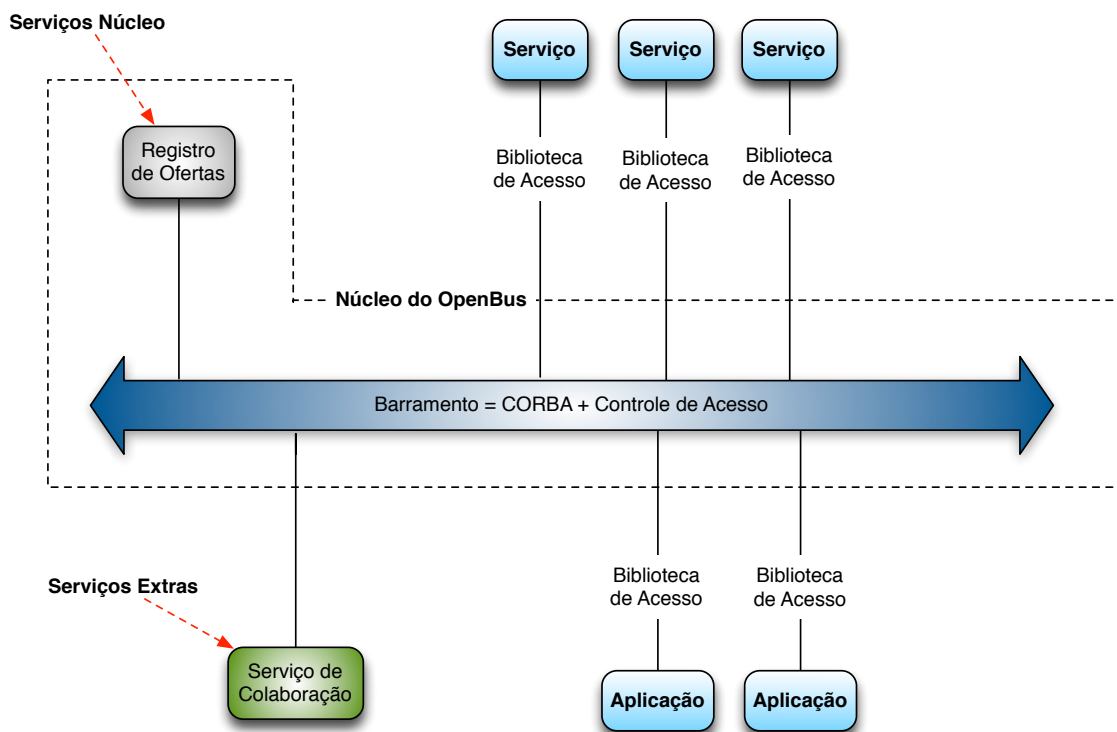 Serviços Núcleo
Serviço
Serviço
Serviço
Registro
de Ofertas
Biblioteca
de Acesso
Biblioteca
de Acesso
Biblioteca
de Acesso
Núcleo do OpenBus
Barramento = CORBA + Controle de Acesso
Serviços Extras
Biblioteca
de Acesso
Biblioteca
de Acesso
Serviço de
Colaboração
Aplicação
Aplicação